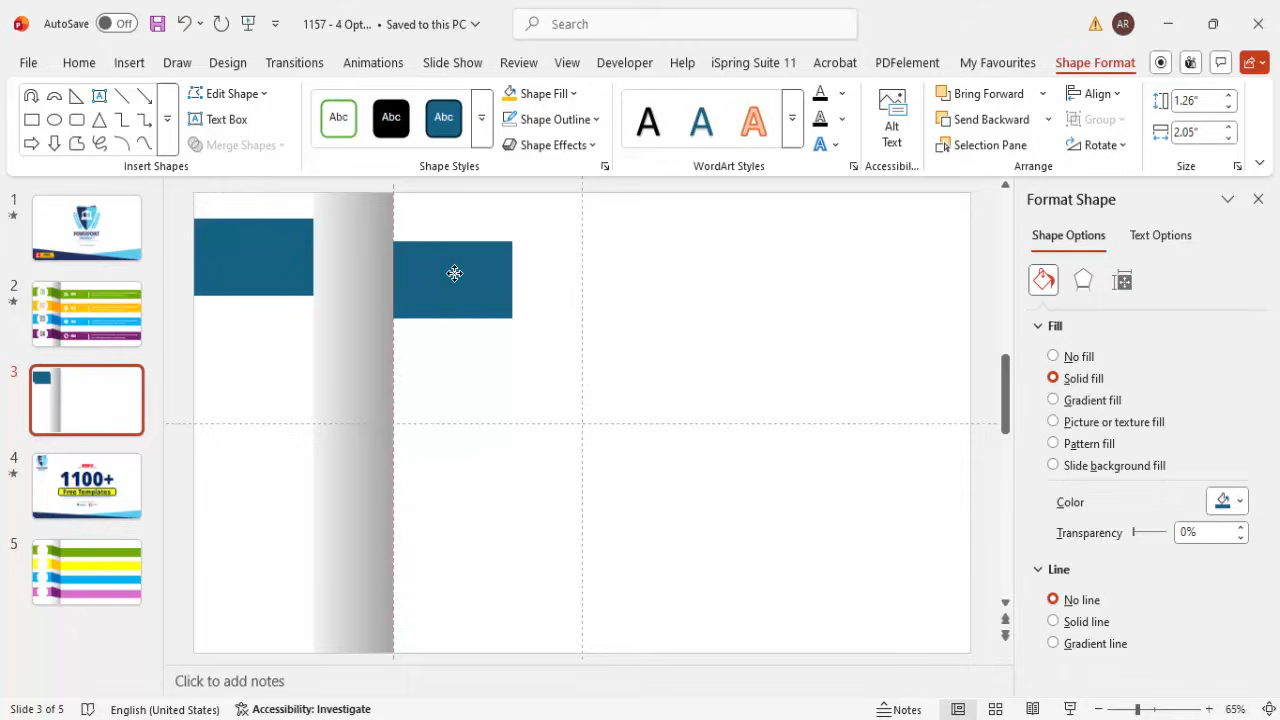 AutoSave Off 1157 - 4 Opt... • Saved to this PC Search AR
File Home Insert Draw Design Transitions Animations Slide Show Review View Developer Help iSpring Suite 11 Acrobat PDFelement My Favourites Shape Format
Edit Shape
Text Box
Merge Shapes
Insert Shapes
Abc Abc Abc
Shape Fill
Shape Outline
Shape Effects
Shape Styles
A A A
WordArt Styles
Alt
Text
Accessibil...
Bring Forward
Send Backward
Selection Pane
Align
Group
Rotate
Arrange
1.26"
2.05"
Size
1
2
3
4
1100+
Free Templates
5
Format Shape
Shape Options Text Options
Fill
No fill
Solid fill
Gradient fill
Picture or texture fill
Pattern fill
Slide background fill
Color
Transparency 0%
Line
No line
Solid line
Gradient line
Click to add notes
Slide 3 of 5 English (United States) Accessibility: Investigate Notes 65%